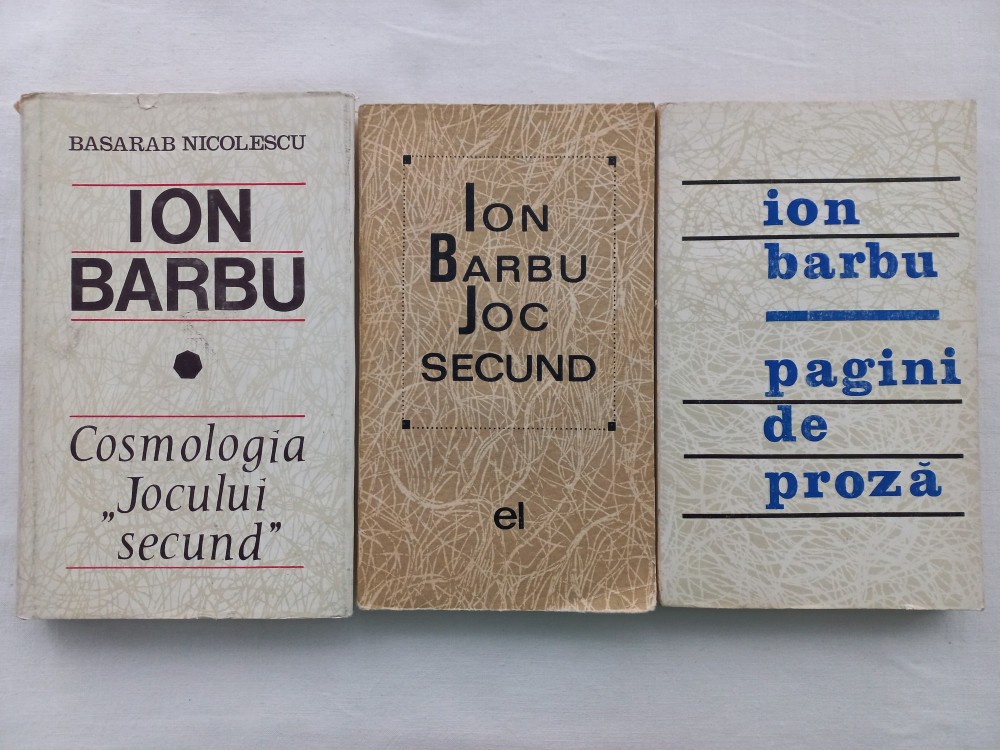 BASARAB NICOLESCU
ION
BARBU
Cosmologia
„Jocului
secund”
ION
BARBU
JOC
SECUND
el
ion
barbu
pagini
de
proză